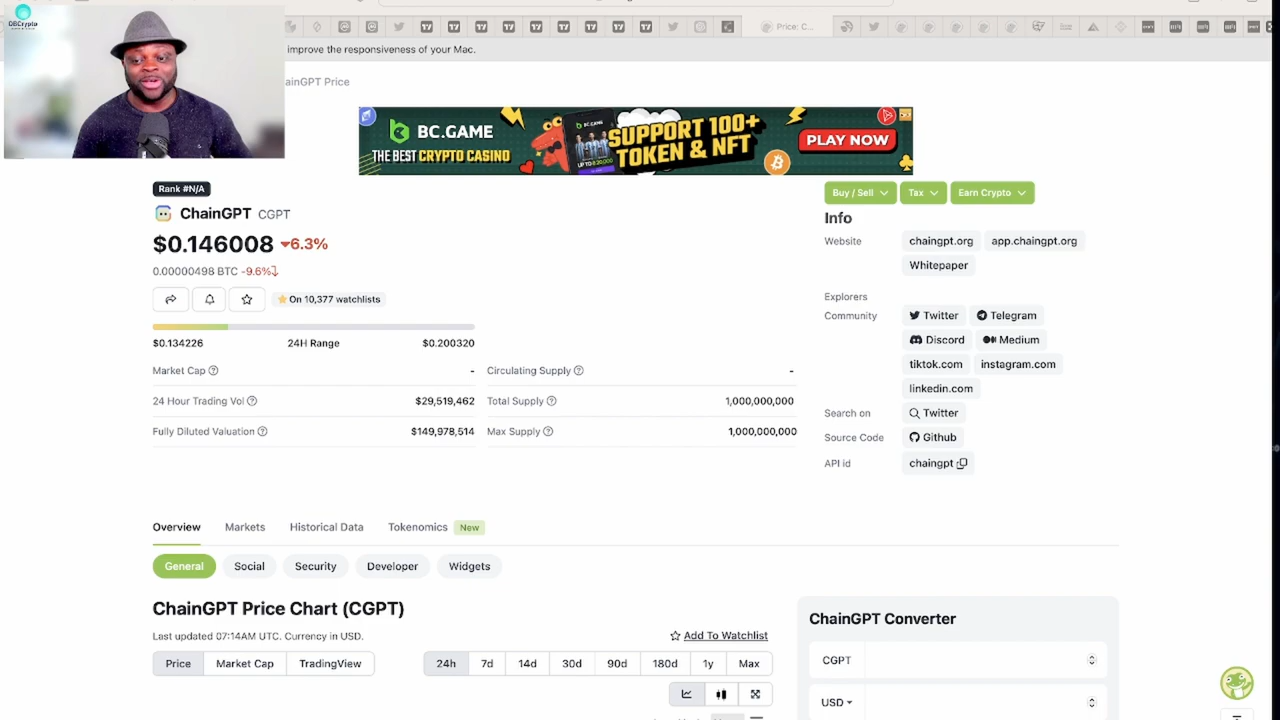 OBCrypto
Price: C...
improve the responsiveness of your Mac.
ainGPT Price
BC.GAME
THE BEST CRYPTO CASINO
BC.GAME
SUPPORT 100+
TOKEN & NFT
PLAY NOW
Rank #N/A
Buy / Sell
Tax
Earn Crypto
ChainGPT CGPT
Info
$0.146008 6.3%
Website
chaingpt.org
app.chaingpt.org
0.00000498 BTC -9.6%
Whitepaper
On 10,377 watchlists
Explorers
Community
Twitter
Telegram
$0.134226
24H Range
$0.200320
Discord
Medium
Market Cap
-
Circulating Supply
-
tiktok.com
instagram.com
linkedin.com
24 Hour Trading Vol
$29,519,462
Total Supply
1,000,000,000
Search on
Twitter
Fully Diluted Valuation
$149,978,514
Max Supply
1,000,000,000
Source Code
Github
API id
chaingpt
Overview
Markets
Historical Data
Tokenomics
New
General
Social
Security
Developer
Widgets
ChainGPT Price Chart (CGPT)
ChainGPT Converter
Last updated 07:14AM UTC. Currency in USD.
Add To Watchlist
Price
Market Cap
TradingView
24h
7d
14d
30d
90d
180d
1y
Max
CGPT
USD